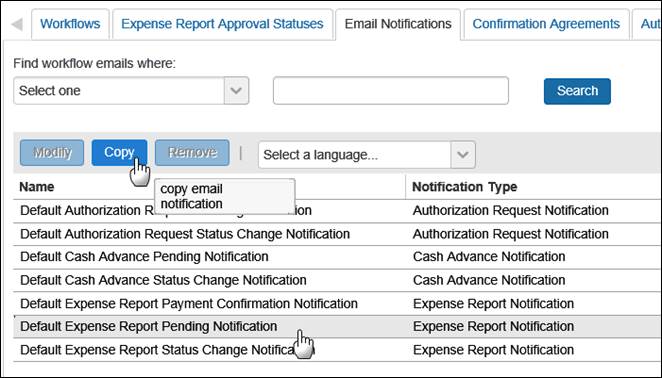 Workflows Expense Report Approval Statuses Email Notifications Confirmation Agreements
Find workflow emails where:
Select one Search
Modify Copy Remove | Select a language...
copy email
notification
Name Notification Type
Default Authorization Notification Authorization Request Notification
Default Authorization Request Status Change Notification Authorization Request Notification
Default Cash Advance Pending Notification Cash Advance Notification
Default Cash Advance Status Change Notification Cash Advance Notification
Default Expense Report Payment Confirmation Notification Expense Report Notification
Default Expense Report Pending Notification Expense Report Notification
Default Expense Report Status Change Notification Expense Report Notification